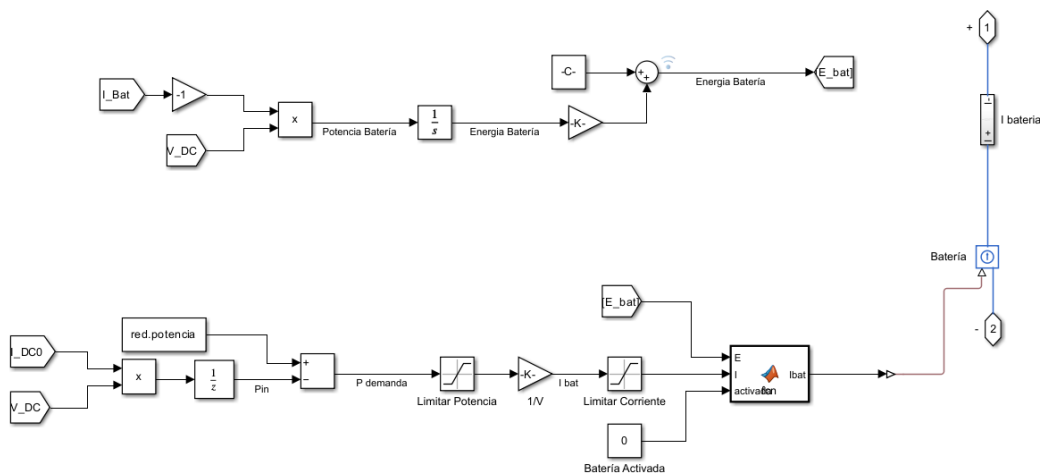 I_Bat
-1
V_DC
x
Potencia Batería
1
s
Energia Batería
-K-
-C-
+
+
Energia Batería
[E_bat]
+
1
-
+
I bateria
Batería
-
2
I_DC0
V_DC
red.potencia
x
1
z
Pin
+
−
P demanda
Limitar Potencia
-K-
1/V
I bat
Limitar Corriente
[E_bat]
0
Batería Activada
E
I
activada
fcn
Ibat